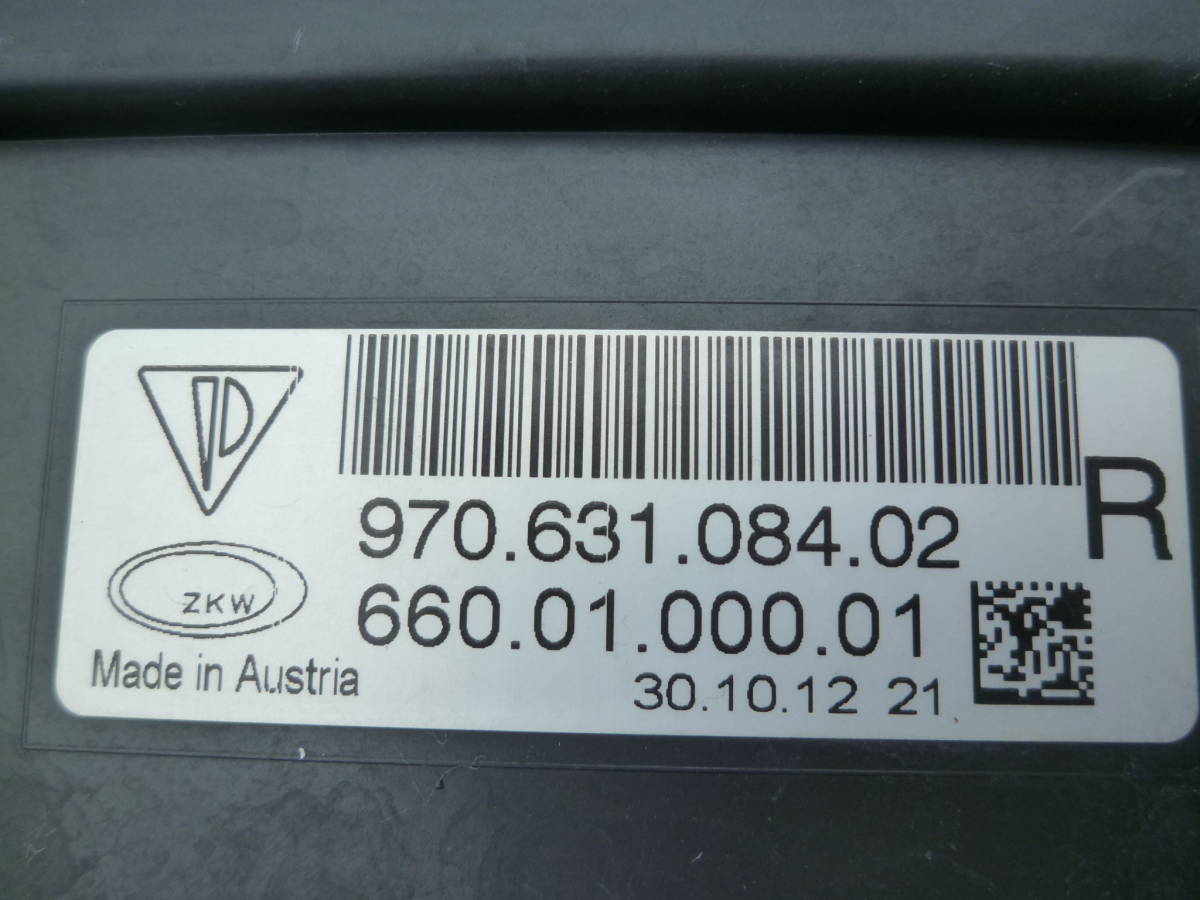 970.631.084.02
R
660.01.000.01
ZKW
Made in Austria
30.10.12 21